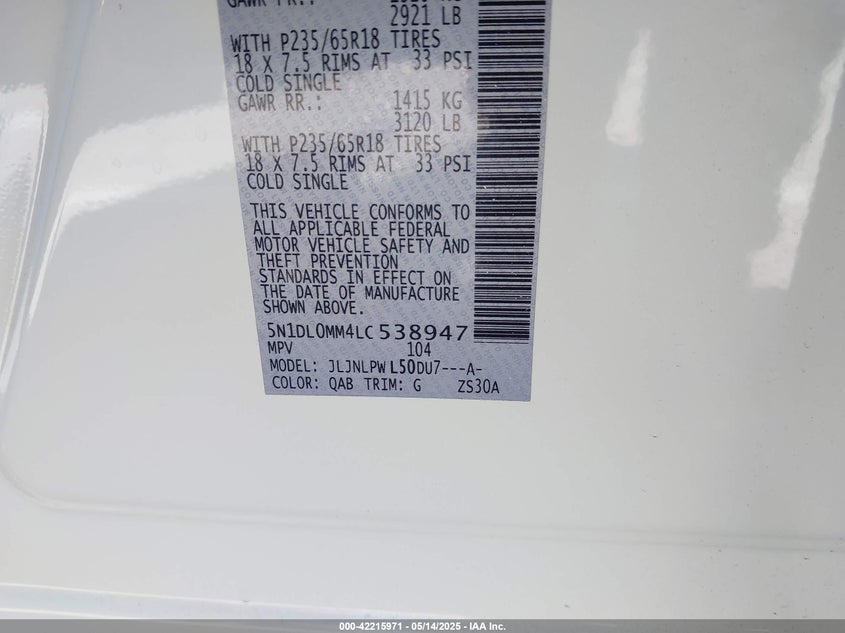 GAWR FR.:
2921 LB
WITH P235/65R18 TIRES
18 X 7.5 RIMS AT 33 PSI
COLD SINGLE
GAWR RR.: 1415 KG
3120 LB
WITH P235/65R18 TIRES
18 X 7.5 RIMS AT 33 PSI
COLD SINGLE
THIS VEHICLE CONFORMS TO
ALL APPLICABLE FEDERAL
MOTOR VEHICLE SAFETY AND
THEFT PREVENTION
STANDARDS IN EFFECT ON
THE DATE OF MANUFACTURE
SHOWN ABOVE.
5N1DL0MM4LC538947
MPV 104
MODEL: JLJNLPWL50DU7---A-
COLOR: QAB TRIM: G ZS30A
000-42215971 - 05/14/2025 - IAA Inc.